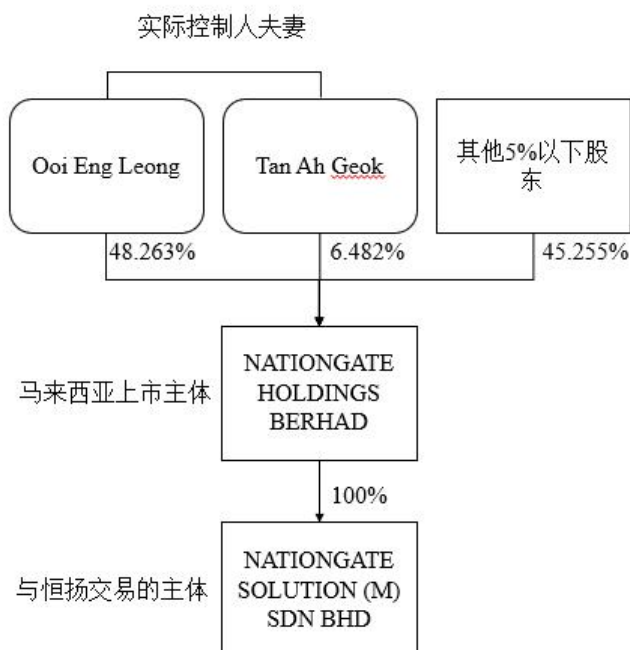 实际控制人夫妻
Ooi Eng Leong
Tan Ah Geok
其他5%以下股
东
48.263%
6.482%
45.255%
马来西亚上市主体
NATIONGATE
HOLDINGS
BERHAD
100%
与恒扬交易的主体
NATIONGATE
SOLUTION (M)
SDN BHD